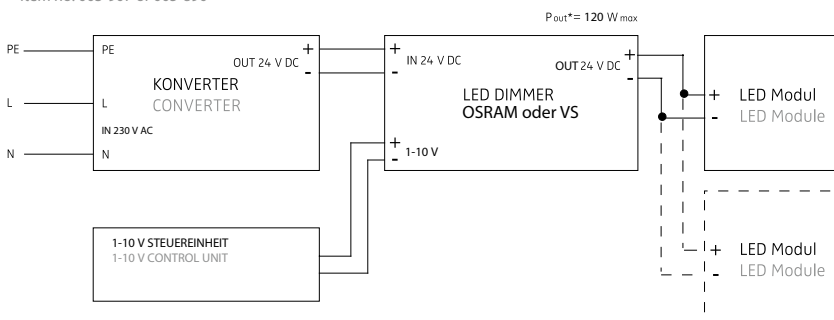 P out*= 120 W max
PE
PE
OUT 24 V DC
+
-
KONVERTER
CONVERTER
L
L
IN 230 V AC
N
N
+
-
IN 24 V DC
OUT 24 V DC
+
-
LED DIMMER
OSRAM oder VS
+
-
1-10 V
+
-
LED Modul
LED Module
1-10 V STEUEREINHEIT
1-10 V CONTROL UNIT
+
-
LED Modul
LED Module